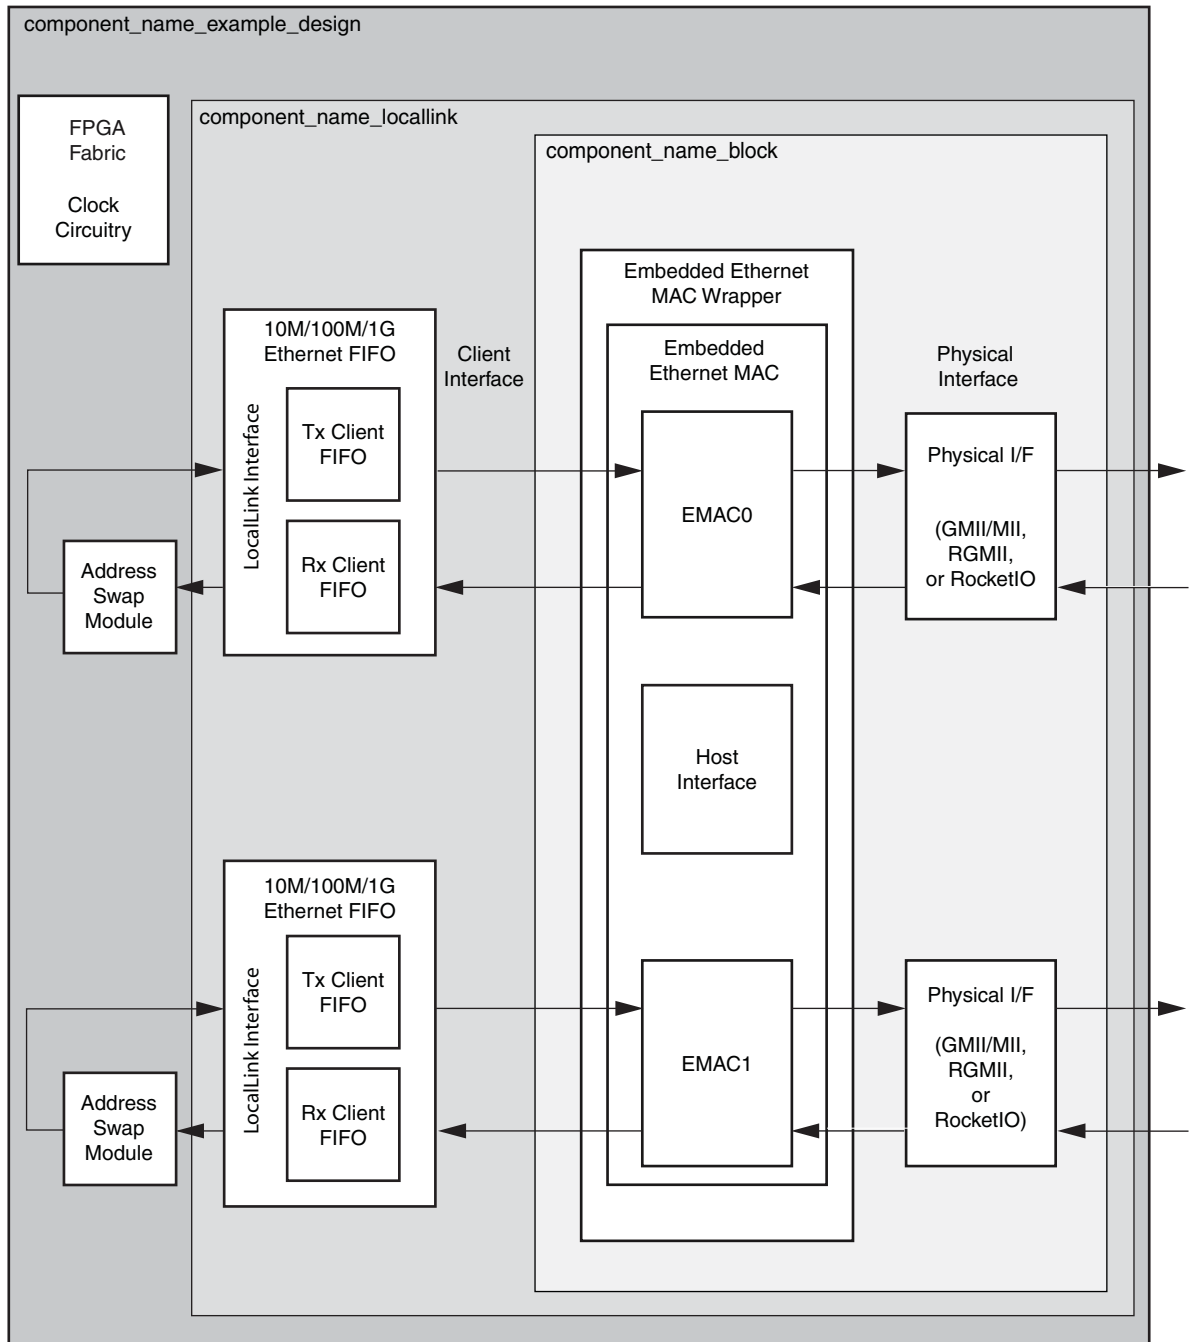 component_name_example_design
FPGA
Fabric
Clock
Circuitry
component_name_locallink
component_name_block
Embedded Ethernet
MAC Wrapper
10M/100M/1G
Ethernet FIFO
Client
Interface
Embedded
Ethernet MAC
Physical
Interface
LocalLink Interface
Tx Client
FIFO
Rx Client
FIFO
EMAC0
Physical I/F
(GMII/MII,
RGMII,
or RocketIO
Address
Swap
Module
Host
Interface
10M/100M/1G
Ethernet FIFO
LocalLink Interface
Tx Client
FIFO
Rx Client
FIFO
EMAC1
Physical I/F
(GMII/MII,
RGMII,
or
RocketIO)
Address
Swap
Module